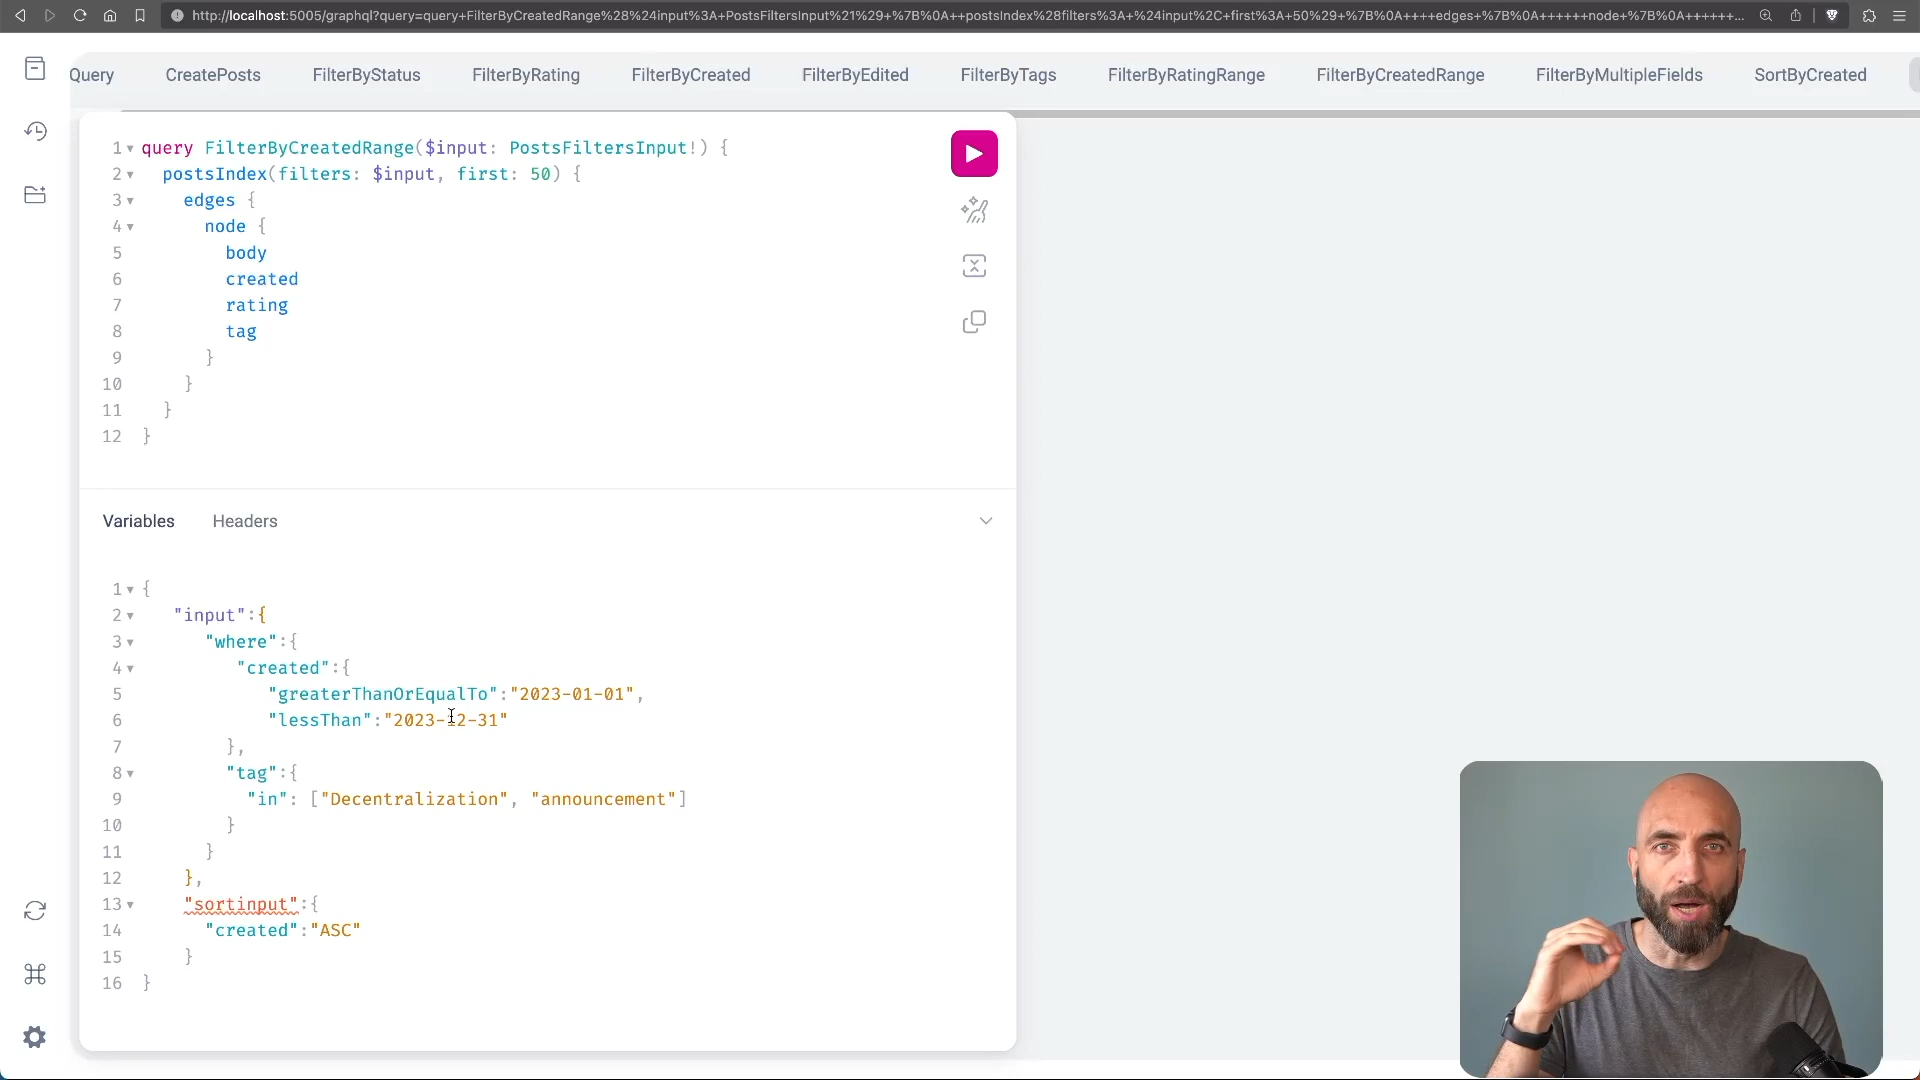 http://localhost:5005/graphql?query=query+FilterByCreatedRange%28%24input%3A+PostsFiltersInput%21%29+%7B%0A++postsIndex%28filters%3A+%24input%2C+first%3A+50%29+%7B%0A++++edges+%7B%0A++++++node+%7B%0A++++++...
Query CreatePosts FilterByStatus FilterByRating FilterByCreated FilterByEdited FilterByTags FilterByRatingRange FilterByCreatedRange FilterByMultipleFields SortByCreated
1 query FilterByCreatedRange($input: PostsFiltersInput!) {
2 postsIndex(filters: $input, first: 50) {
3 edges {
4 node {
5 body
6 created
7 rating
8 tag
9 }
10 }
11 }
12 }
Variables Headers
1 {
2 "input":{
3 "where":{
4 "created":{
5 "greaterThanOrEqualTo":"2023-01-01",
6 "lessThan":"2023-12-31"
7 },
8 "tag":{
9 "in": ["Decentralization", "announcement"]
10 }
11 }
12 },
13 "sortinput":{
14 "created":"ASC"
15 }
16 }